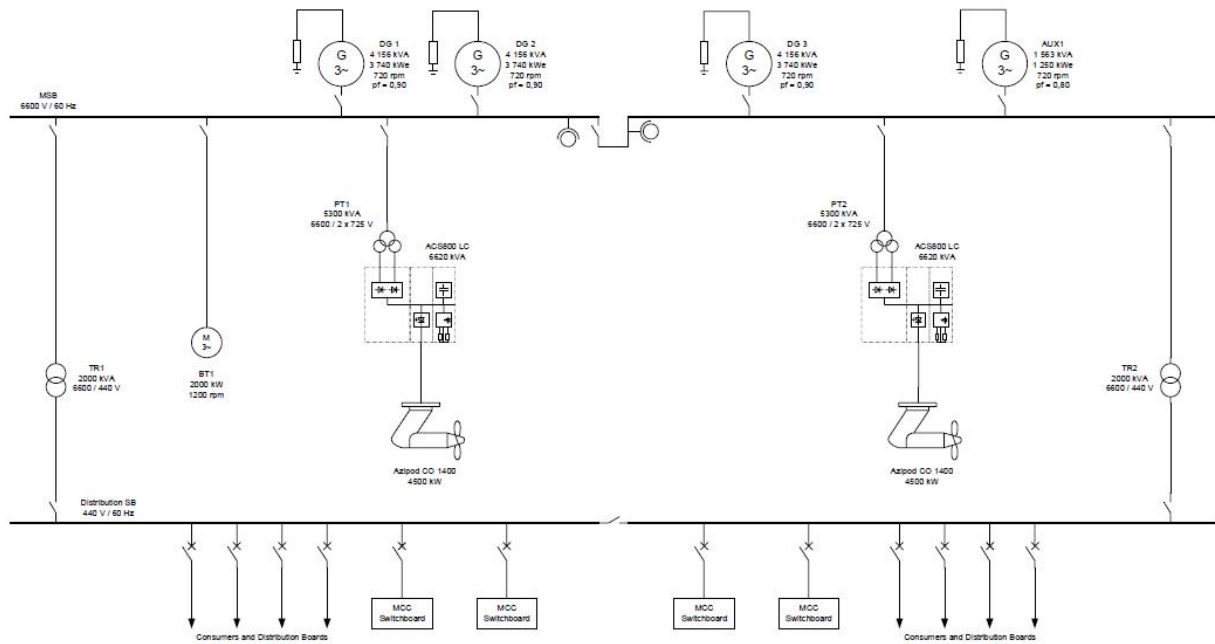 DG 1
4 156 kVA
3 740 kWe
720 rpm
pf = 0,90
G
3~
DG 2
4 156 kVA
3 740 kWe
720 rpm
pf = 0,90
G
3~
DG 3
4 156 kVA
3 740 kWe
720 rpm
pf = 0,90
G
3~
AUX1
1 563 kVA
1 250 kWe
720 rpm
pf = 0,80
G
3~
MSB
6600 V / 60 Hz
PT1
5300 kVA
6600 / 2 x 725 V
ACS800 LC
6620 kVA
PT2
5300 kVA
6600 / 2 x 725 V
ACS800 LC
6620 kVA
TR1
2000 kVA
6600 / 440 V
M
3~
BT1
2000 kW
1200 rpm
TR2
2000 kVA
6600 / 440 V
Azipod CO 1400
4500 kW
Azipod CO 1400
4500 kW
Distribution SB
440 V / 60 Hz
MCC
Switchboard
MCC
Switchboard
MCC
Switchboard
MCC
Switchboard
Consumers and Distribution Boards
Consumers and Distribution Boards